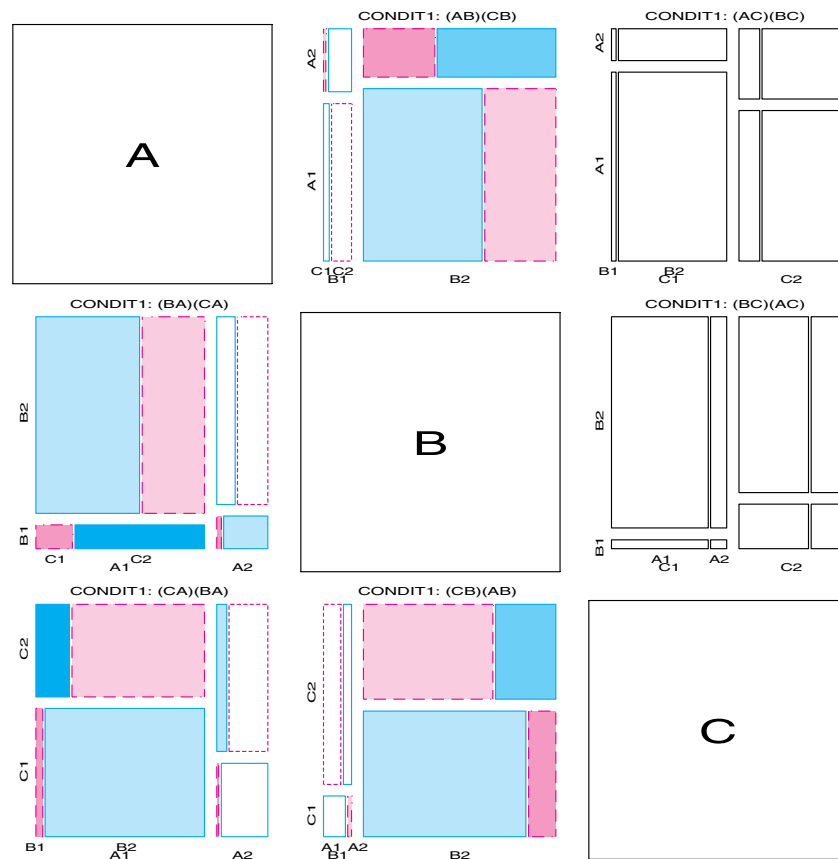 CONDIT1: (AB)(CB)
CONDIT1: (AC)(BC)
A
A2
A1
C1 C2
B1
B2
A2
A1
B1
B2
C1
C2
CONDIT1: (BA)(CA)
CONDIT1: (BC)(AC)
B2
B1
C1
C2
A1
A2
B
B2
B1
A1
A2
C1
C2
CONDIT1: (CA)(BA)
CONDIT1: (CB)(AB)
C2
C1
B1
B2
A1
A2
C2
C1
A1 A2
B1
B2
C